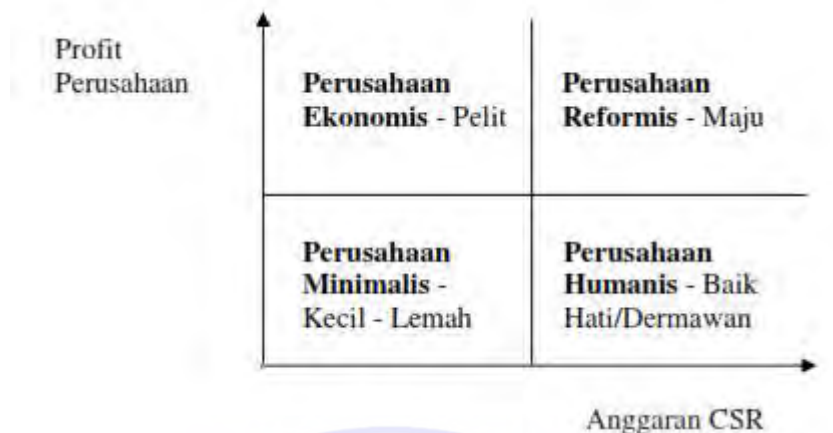 Profit
Perusahaan
Perusahaan
Ekonomis - Pelit
Perusahaan
Reformis - Maju
Perusahaan
Minimalis -
Kecil - Lemah
Perusahaan
Humanis - Baik
Hati/Dermawan
Anggaran CSR